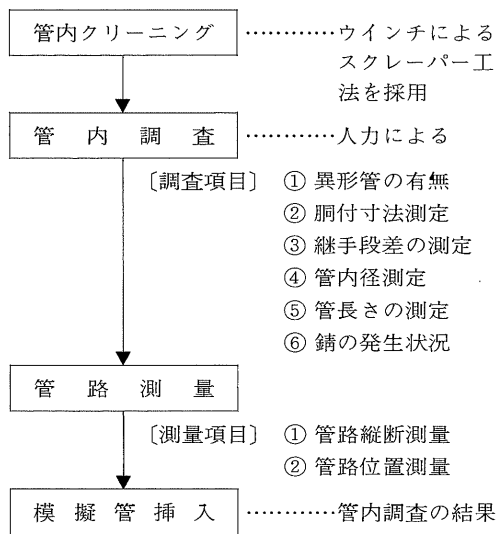 管内クリーニング …………ウインチによる
スクレーパー工
法を採用
管内調査 …………人力による
〔調査項目〕 ① 異形管の有無
② 胴付寸法測定
③ 継手段差の測定
④ 管内径測定
⑤ 管長さの測定
⑥ 錆の発生状況
管路測量
〔測量項目〕 ① 管路縦断測量
② 管路位置測量
模擬管挿入 …………管内調査の結果